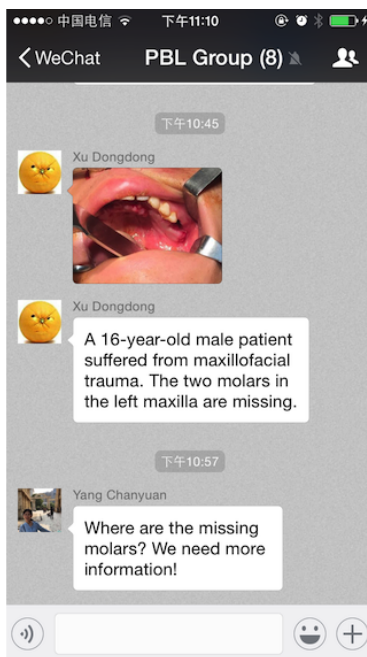 中国电信 下午11:10
WeChat PBL Group (8)
下午10:45
Xu Dongdong
Xu Dongdong
A 16-year-old male patient
suffered from maxillofacial
trauma. The two molars in
the left maxilla are missing.
下午10:57
Yang Chanyuan
Where are the missing
molars? We need more
information!